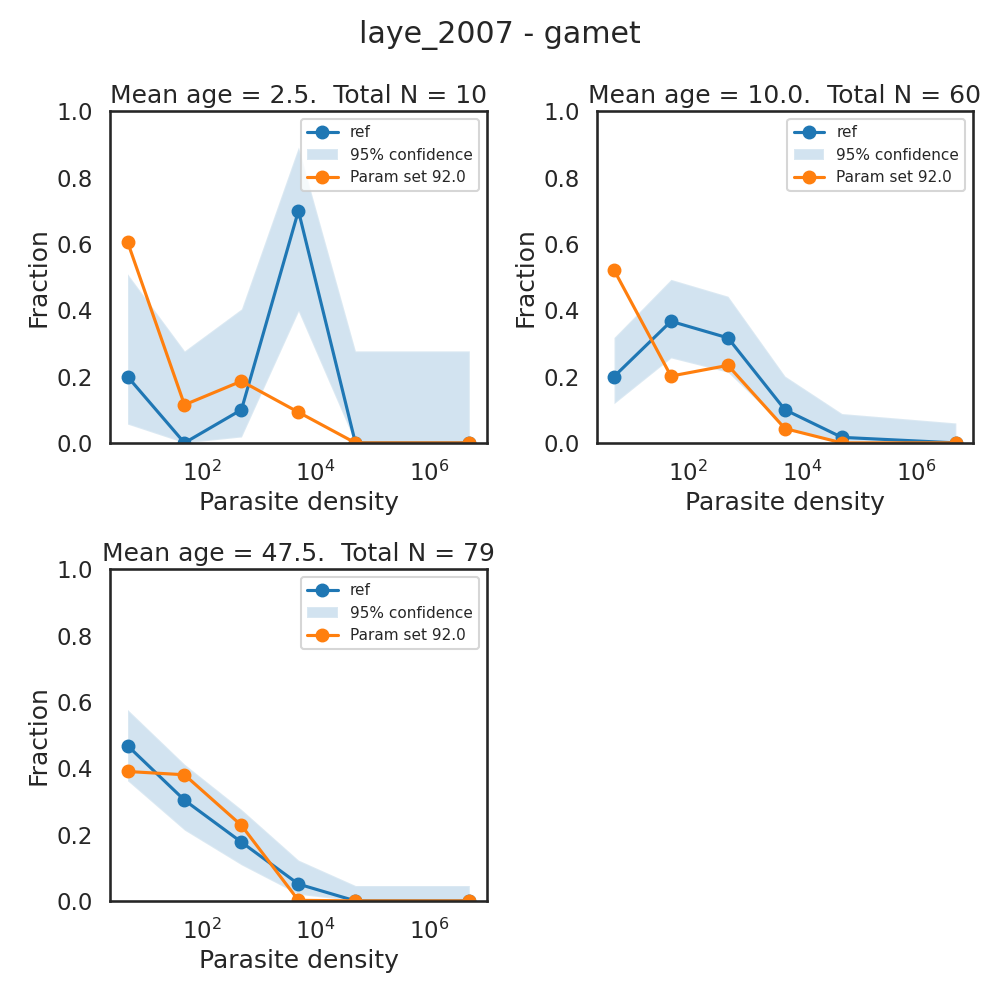 laye_2007 - gamet
Mean age = 2.5.  Total N = 10
1.0
0.8
0.6
0.4
0.2
0.0
Fraction
ref
95% confidence
Param set 92.0
10^2
10^4
10^6
Parasite density
Mean age = 10.0.  Total N = 60
1.0
0.8
0.6
0.4
0.2
0.0
Fraction
ref
95% confidence
Param set 92.0
10^2
10^4
10^6
Parasite density
Mean age = 47.5.  Total N = 79
1.0
0.8
0.6
0.4
0.2
0.0
Fraction
ref
95% confidence
Param set 92.0
10^2
10^4
10^6
Parasite density